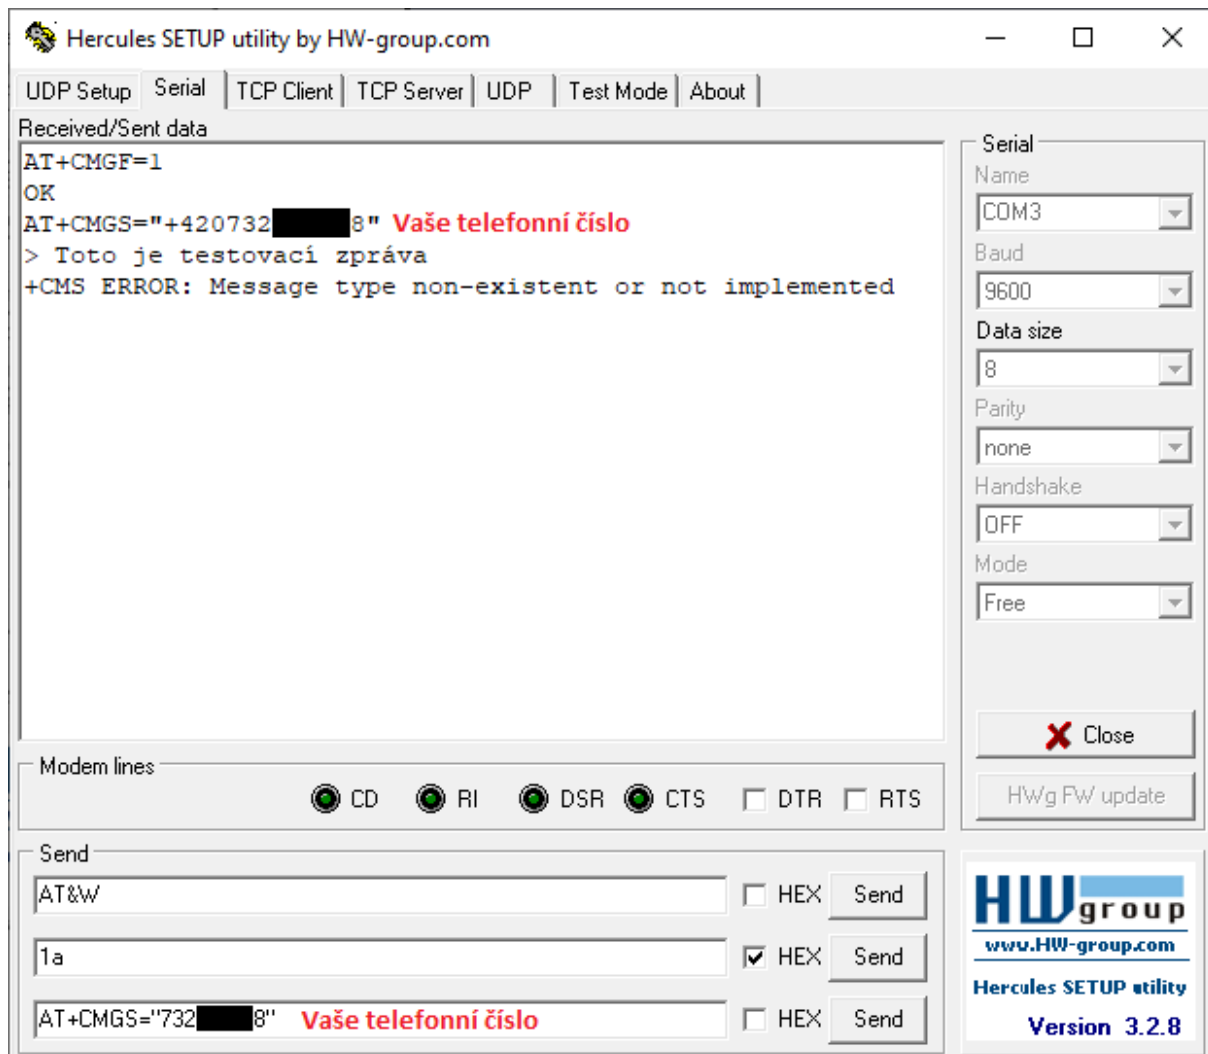 Hercules SETUP utility by HW-group.com
UDP Setup Serial TCP Client TCP Server UDP Test Mode About
Received/Sent data
AT+CMGF=1
OK
AT+CMGS="+420732 8" Vaše telefonní číslo
> Toto je testovací zpráva
+CMS ERROR: Message type non-existent or not implemented
Serial
Name
COM3
Baud
9600
Data size
8
Parity
none
Handshake
OFF
Mode
Free
Close
HWg FW update
Modem lines
CD RI DSR CTS DTR RTS
Send
AT&W HEX Send
1a HEX Send
AT+CMGS="732 8" Vaše telefonní číslo HEX Send
HW group
www.HW-group.com
Hercules SETUP utility
Version 3.2.8